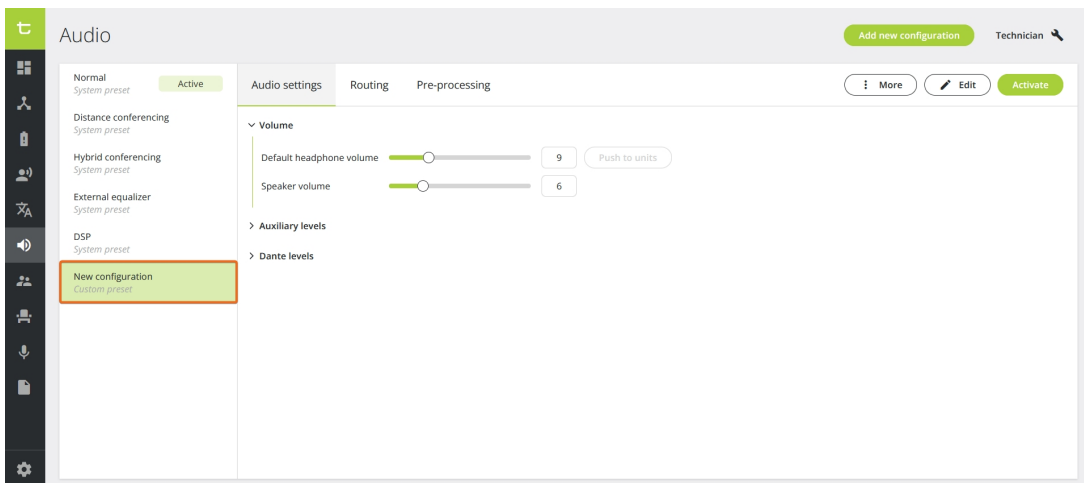 Audio
Add new configuration
Technician
Normal
System preset
Active
Distance conferencing
System preset
Hybrid conferencing
System preset
External equalizer
System preset
DSP
System preset
New configuration
Custom preset
Audio settings
Routing
Pre-processing
More
Edit
Activate
Volume
Default headphone volume
9
Push to units
Speaker volume
6
Auxiliary levels
Dante levels